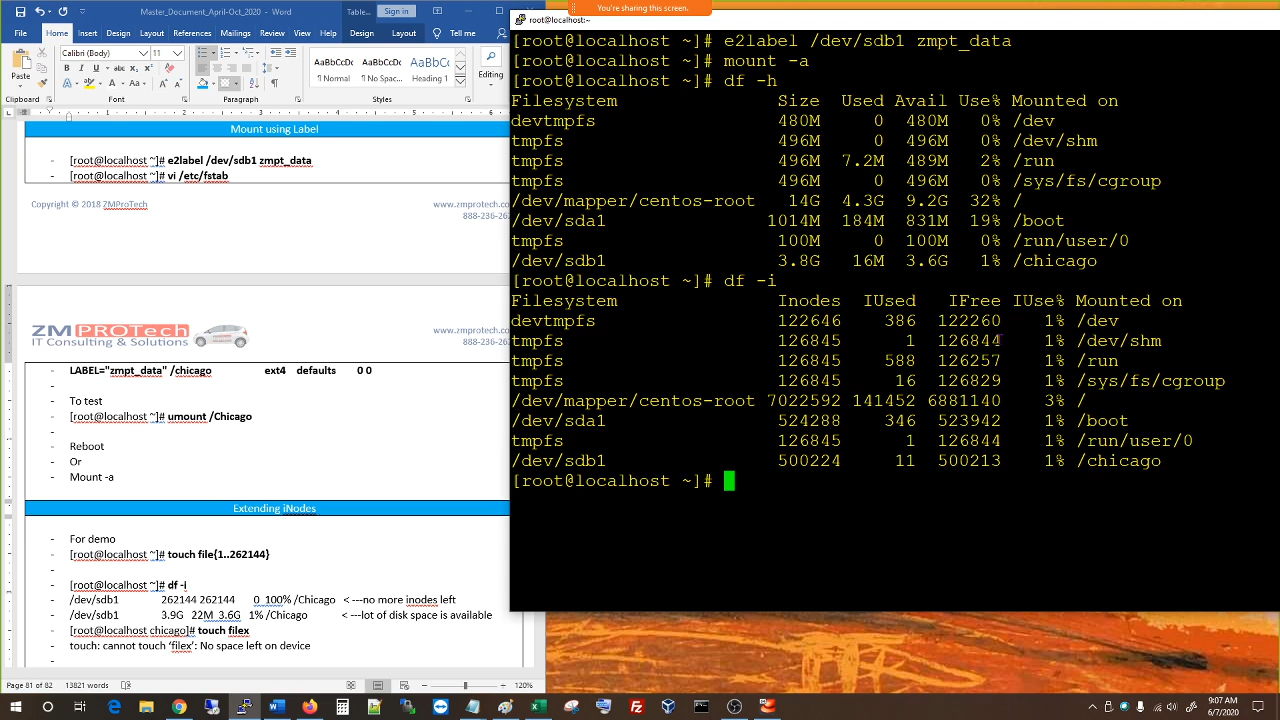 You're sharing this screen.
Master_Document_April-Oct_2020 - Word
Table...
File Home Insert Draw Design Layout References Mailings Review View Help Design Layout Tell me
Paste
Calibri (Body) 11
AaBbCcDc AaBbCcDc AaBbC
¶ Normal ¶ No Spac... Heading 1
Editing
Clipboard Font Paragraph Styles
Mount using Label
- [root@localhost ~]# e2label /dev/sdb1 zmpt_data
- [root@localhost ~]# vi /etc/fstab
Copyright © 2018 ZMProTech
www.zmprotech.c
888-236-262
ZMPROTech
IT Consulting & Solutions
www.zmprotech.c
888-236-262
- LABEL="zmpt_data" /chicago ext4 defaults 0 0
-
- To test
- [root@localhost ~]# umount /Chicago
-
- Reboot
- Or
- Mount -a
Extending iNodes
- For demo
- [root@localhost ~]# touch file{1..262144}
-
- [root@localhost ~]# df -i
- /dev/sdb1 262144 262144 0 100% /Chicago < ---no more inodes left
- /dev/sdb1 3.9G 22M 3.6G 1% /Chicago < ---lot of disk space is available
- [root@localhost chicago]# touch filex
- touch: cannot touch 'filex': No space left on device
Page 81 of 82 13821 words 120%
root@localhost:~
[root@localhost ~]# e2label /dev/sdb1 zmpt_data
[root@localhost ~]# mount -a
[root@localhost ~]# df -h
Filesystem Size Used Avail Use% Mounted on
devtmpfs 480M 0 480M 0% /dev
tmpfs 496M 0 496M 0% /dev/shm
tmpfs 496M 7.2M 489M 2% /run
tmpfs 496M 0 496M 0% /sys/fs/cgroup
/dev/mapper/centos-root 14G 4.3G 9.2G 32% /
/dev/sda1 1014M 184M 831M 19% /boot
tmpfs 100M 0 100M 0% /run/user/0
/dev/sdb1 3.8G 16M 3.6G 1% /chicago
[root@localhost ~]# df -i
Filesystem Inodes IUsed IFree IUse% Mounted on
devtmpfs 122646 386 122260 1% /dev
tmpfs 126845 1 126844 1% /dev/shm
tmpfs 126845 588 126257 1% /run
tmpfs 126845 16 126829 1% /sys/fs/cgroup
/dev/mapper/centos-root 7022592 141452 6881140 3% /
/dev/sda1 524288 346 523942 1% /boot
tmpfs 126845 1 126844 1% /run/user/0
/dev/sdb1 500224 11 500213 1% /chicago
[root@localhost ~]#
9:07 AM
6/7/2020